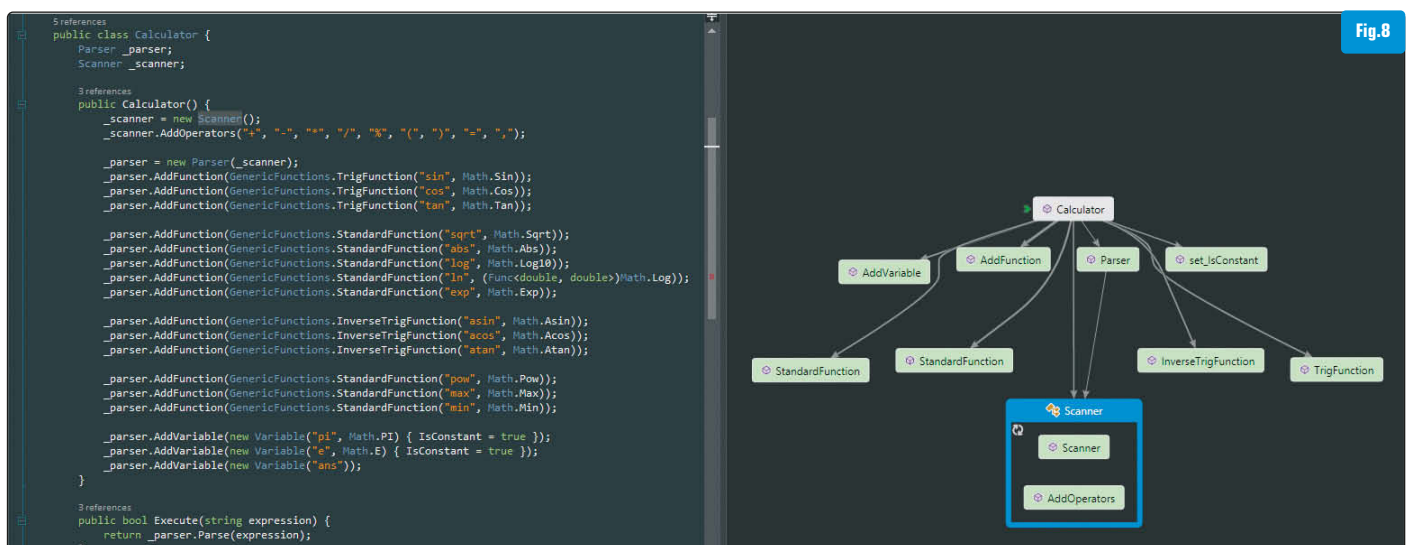 5 references
public class Calculator {
Parser _parser;
Scanner _scanner;
3 references
public Calculator() {
_scanner = new Scanner();
_scanner.AddOperators("+", "-", "*", "/", "%", "(", ")", "=", ",");
_parser = new Parser(_scanner);
_parser.AddFunction(GenericFunctions.TrigFunction("sin", Math.Sin));
_parser.AddFunction(GenericFunctions.TrigFunction("cos", Math.Cos));
_parser.AddFunction(GenericFunctions.TrigFunction("tan", Math.Tan));
_parser.AddFunction(GenericFunctions.StandardFunction("sqrt", Math.Sqrt));
_parser.AddFunction(GenericFunctions.StandardFunction("abs", Math.Abs));
_parser.AddFunction(GenericFunctions.StandardFunction("log", Math.Log10));
_parser.AddFunction(GenericFunctions.StandardFunction("ln", (Func<double, double>)Math.Log));
_parser.AddFunction(GenericFunctions.StandardFunction("exp", Math.Exp));
_parser.AddFunction(GenericFunctions.InverseTrigFunction("asin", Math.Asin));
_parser.AddFunction(GenericFunctions.InverseTrigFunction("acos", Math.Acos));
_parser.AddFunction(GenericFunctions.InverseTrigFunction("atan", Math.Atan));
_parser.AddFunction(GenericFunctions.StandardFunction("pow", Math.Pow));
_parser.AddFunction(GenericFunctions.StandardFunction("max", Math.Max));
_parser.AddFunction(GenericFunctions.StandardFunction("min", Math.Min));
_parser.AddVariable(new Variable("pi", Math.PI) { IsConstant = true });
_parser.AddVariable(new Variable("e", Math.E) { IsConstant = true });
_parser.AddVariable(new Variable("ans"));
}
3 references
public bool Execute(string expression) {
return _parser.Parse(expression);
Fig.8
Calculator
AddVariable
AddFunction
Parser
set_IsConstant
StandardFunction
StandardFunction
InverseTrigFunction
TrigFunction
Scanner
Scanner
AddOperators